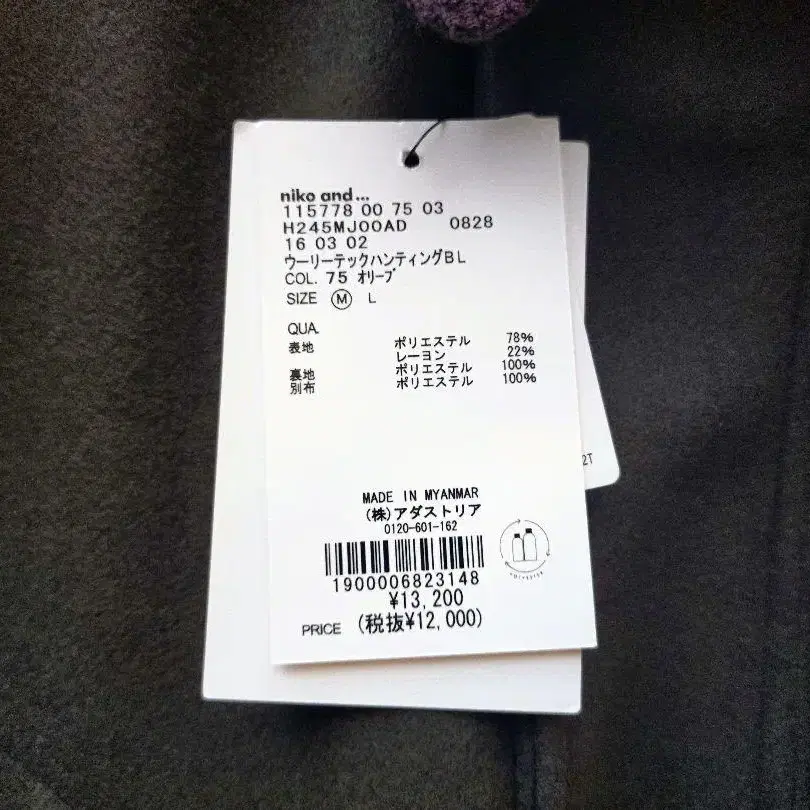 niko and...
115778 00 75 03
H245MJ00AD 0828
16 03 02
ウーリーテックハンティングBL
COL. 75 オリーブ
SIZE Ⓜ L
QUA.
表地 ポリエステル 78%
レーヨン 22%
裏地 ポリエステル 100%
別布 ポリエステル 100%
2T
MADE IN MYANMAR
(株)アダストリア
0120-601-162
POLYESTER
1900006823148
¥13,200
PRICE (税抜¥12,000)